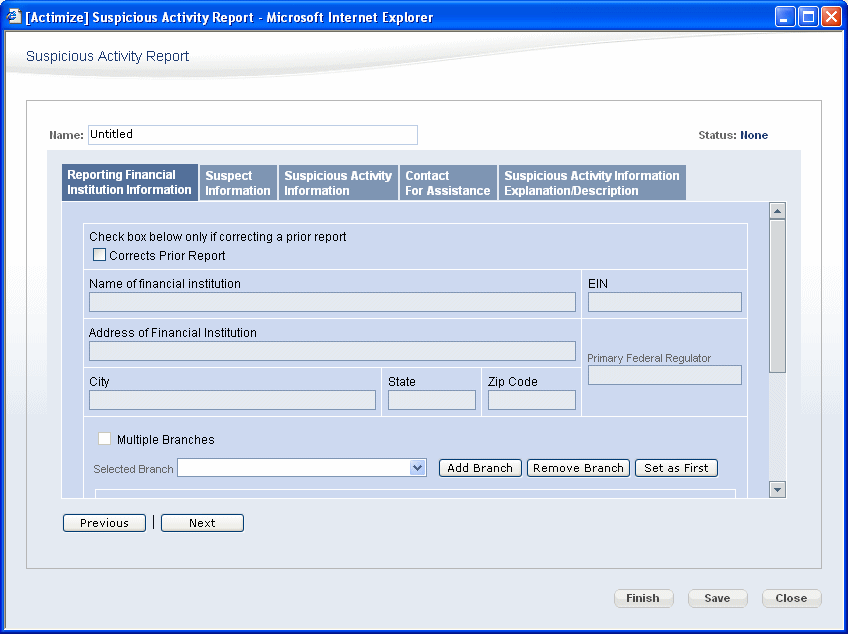 [Actimize] Suspicious Activity Report - Microsoft Internet Explorer
Suspicious Activity Report
Name: Untitled
Status: None
Reporting Financial
Institution Information
Suspect
Information
Suspicious Activity
Information
Contact
For Assistance
Suspicious Activity Information
Explanation/Description
Check box below only if correcting a prior report
Corrects Prior Report
Name of financial institution
EIN
Address of Financial Institution
Primary Federal Regulator
City
State
Zip Code
Multiple Branches
Selected Branch
Add Branch
Remove Branch
Set as First
Previous | Next
Finish
Save
Close